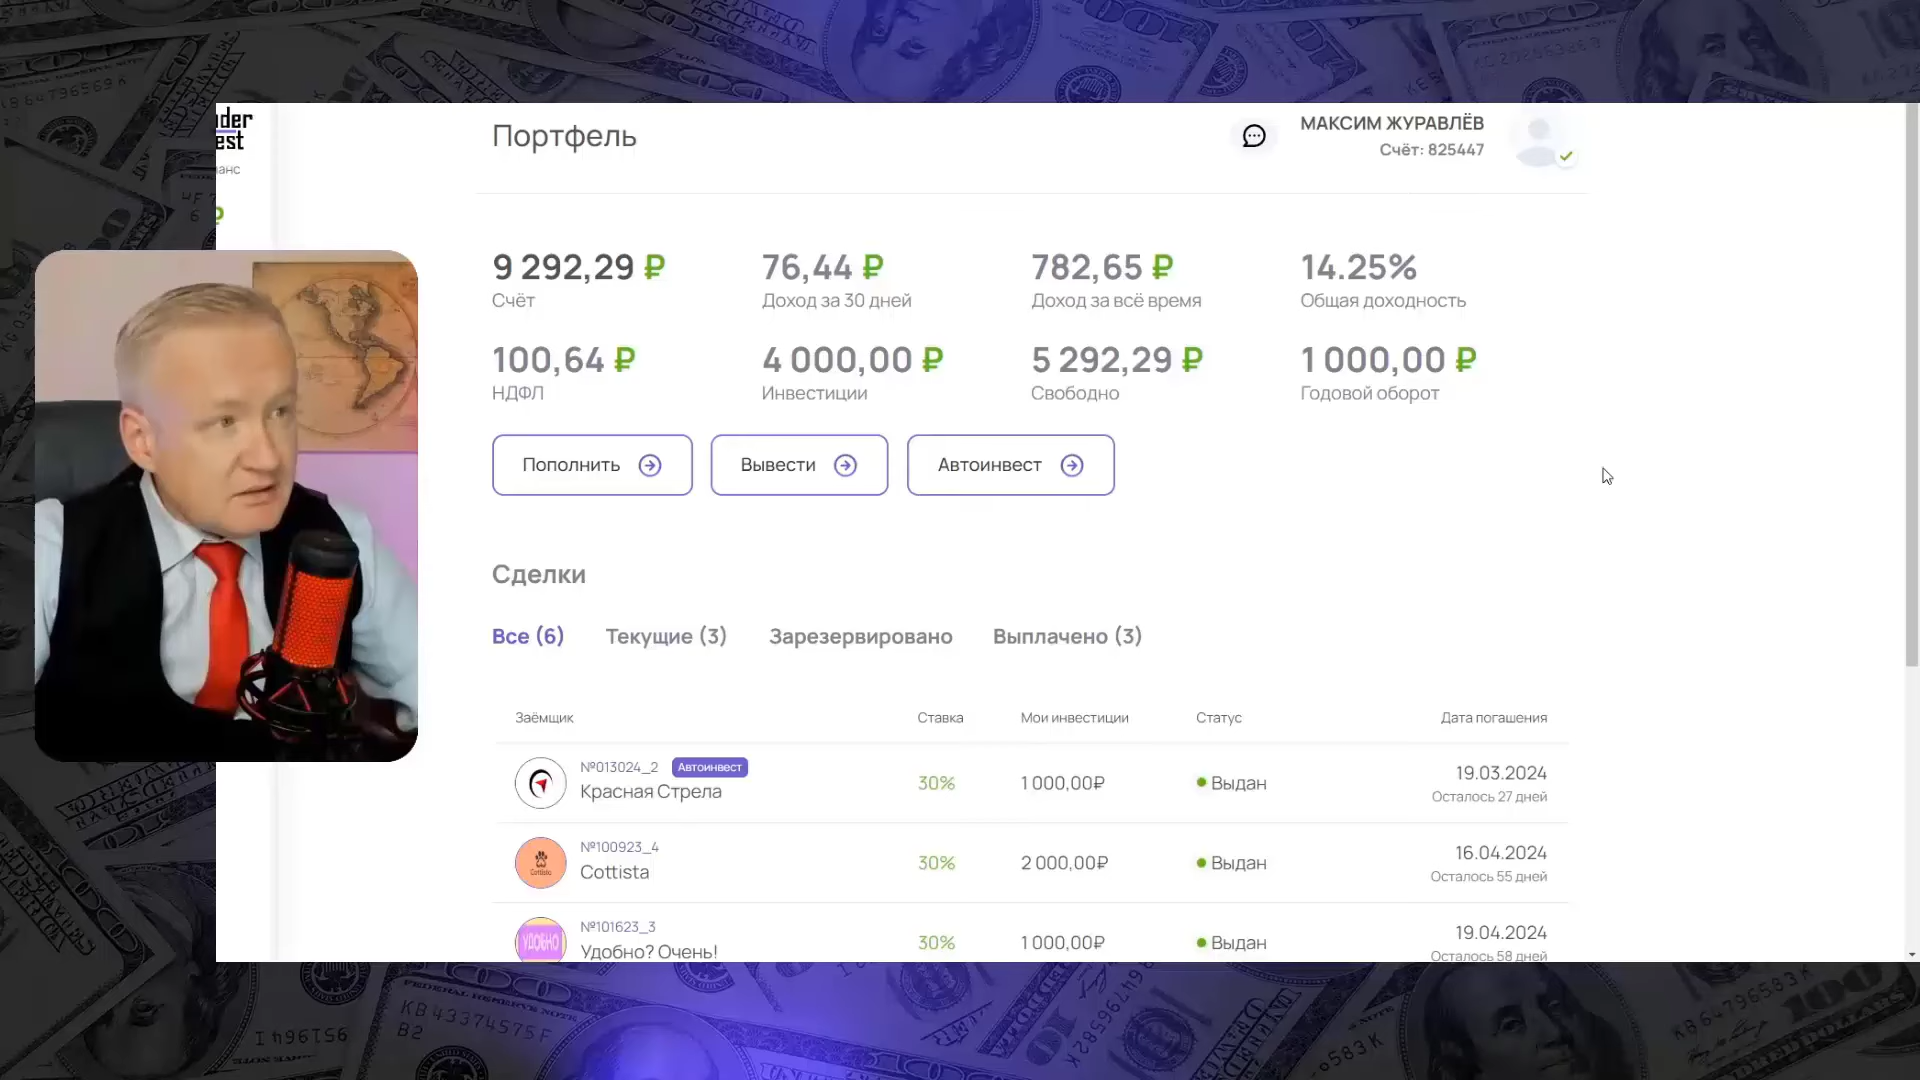 Портфель
МАКСИМ ЖУРАВЛЁВ
Счёт: 825447
9 292,29 ₽
Счёт
76,44 ₽
Доход за 30 дней
782,65 ₽
Доход за всё время
14.25%
Общая доходность
100,64 ₽
НДФЛ
4 000,00 ₽
Инвестиции
5 292,29 ₽
Свободно
1 000,00 ₽
Годовой оборот
Пополнить
Вывести
Автоинвест
Сделки
Все (6)
Текущие (3)
Зарезервировано
Выплачено (3)
Заёмщик
Ставка
Мои инвестиции
Статус
Дата погашения
№013024_2
Автоинвест
Красная Стрела
30%
1 000,00₽
Выдан
19.03.2024
Осталось 27 дней
№100923_4
Cottista
30%
2 000,00₽
Выдан
16.04.2024
Осталось 55 дней
УДОБНО
№101623_3
Удобно? Очень!
30%
1 000,00₽
Выдан
19.04.2024
Осталось 58 дней